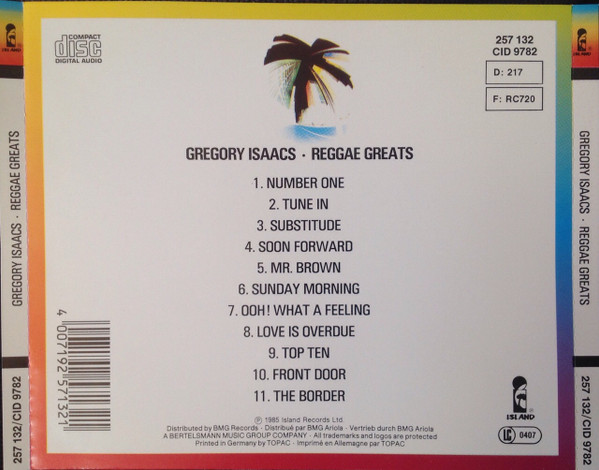 COMPACT
disc
DIGITAL AUDIO
257 132
CID 9782
D: 217
F: RC720
GREGORY ISAACS · REGGAE GREATS
1. NUMBER ONE
2. TUNE IN
3. SUBSTITUDE
4. SOON FORWARD
5. MR. BROWN
6. SUNDAY MORNING
7. OOH! WHAT A FEELING
8. LOVE IS OVERDUE
9. TOP TEN
10. FRONT DOOR
11. THE BORDER
4 007192 571321
℗ 1985 Island Records Ltd.
Distributed by BMG Records · Distribué par BMG Ariola · Vertrieb durch BMG Ariola
A BERTELSMANN MUSIC GROUP COMPANY · All trademarks and logos are protected
Printed in Germany by TOPAC · Imprimé en Allemagne par TOPAC
ISLAND
LC 0407
ISLAND
GREGORY ISAACS · REGGAE GREATS
257 132/CID 9782
ISLAND
GREGORY ISAACS · REGGAE GREATS
257 132/CID 9782